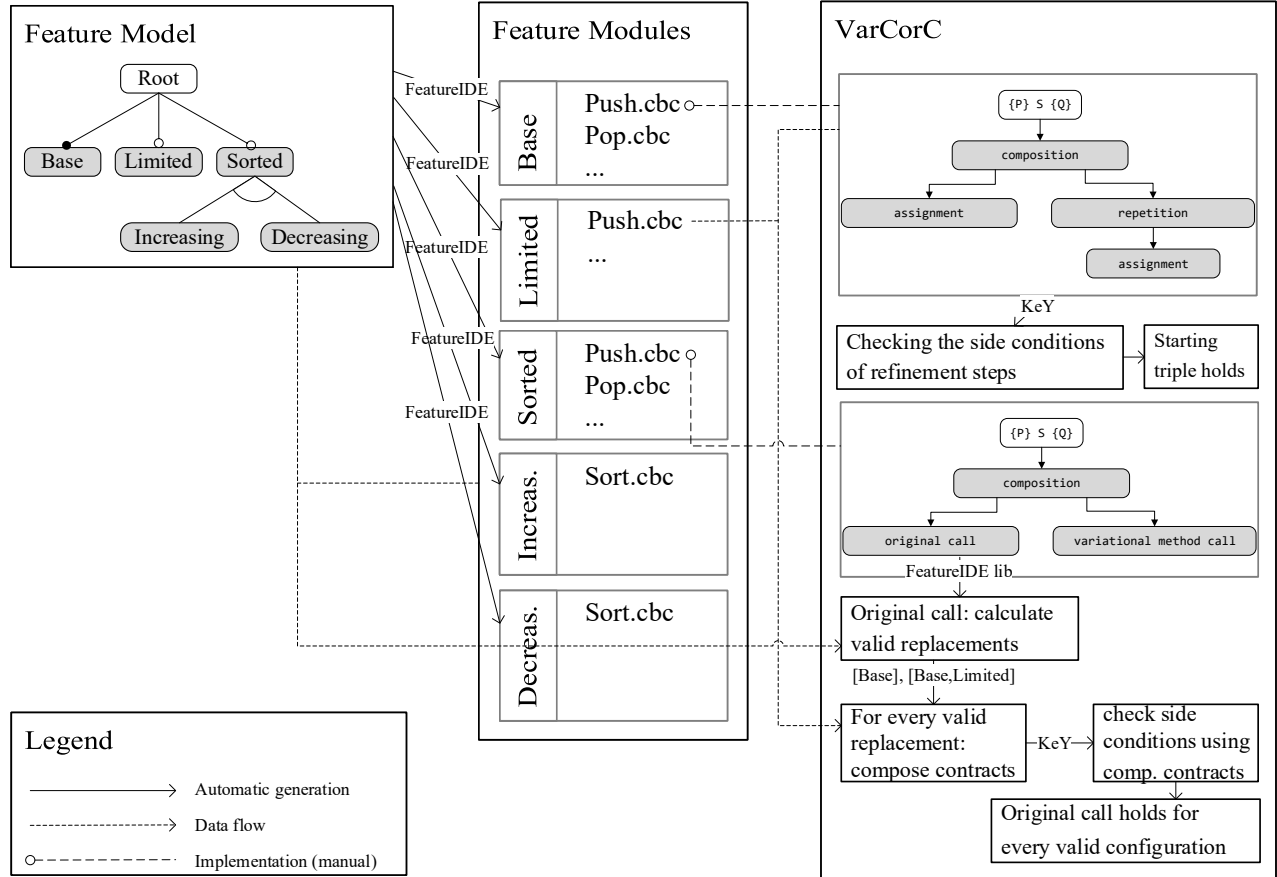 Feature Model
Root
Base
Limited
Sorted
Increasing
Decreasing
FeatureIDE
FeatureIDE
FeatureIDE
FeatureIDE
FeatureIDE
Feature Modules
Base
Push.cbc
Pop.cbc
...
Limited
Push.cbc
...
Sorted
Push.cbc
Pop.cbc
...
Increas.
Sort.cbc
Decreas.
Sort.cbc
VarCorC
{P} S {Q}
composition
assignment
repetition
assignment
KeY
Checking the side conditions
of refinement steps
Starting
triple holds
{P} S {Q}
composition
original call
variational method call
FeatureIDE lib
Original call: calculate
valid replacements
[Base], [Base,Limited]
For every valid
replacement:
compose contracts
KeY
check side
conditions using
comp. contracts
Original call holds for
every valid configuration
Legend
Automatic generation
Data flow
Implementation (manual)